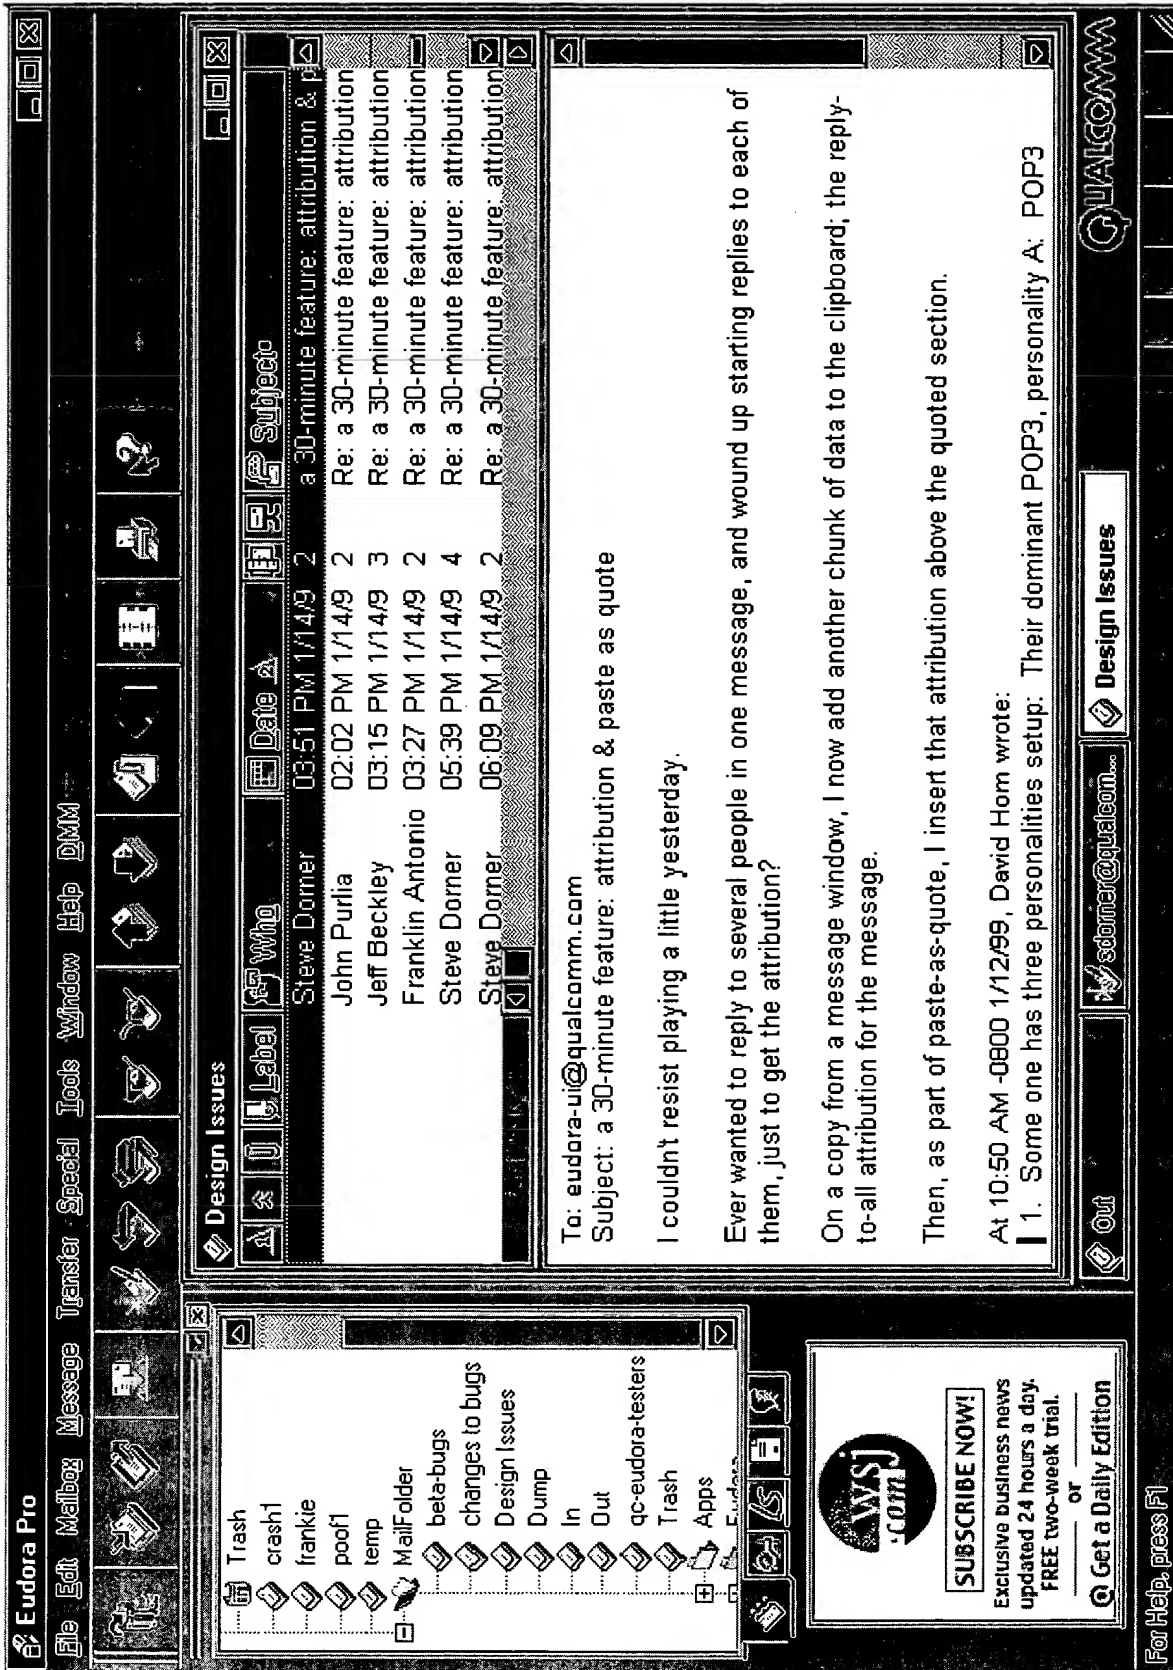 Eudora Pro
File Edit Mailbox Message Transfer Special Tools Window Help DMM
Trash
crash1
frankie
poof1
temp
MailFolder
beta-bugs
changes to bugs
Design Issues
Dump
In
Out
qc-eudora-testers
Trash
Apps
Eudora
wsj
.com
SUBSCRIBE NOW!
Exclusive business news
updated 24 hours a day.
FREE two-week trial.
or
@ Get a Daily Edition
Design Issues
Label Who Date Subject
Steve Dorner 03:51 PM 1/14/9 2 a 30-minute feature: attribution & p
John Purlia 02:02 PM 1/14/9 2 Re: a 30-minute feature: attribution
Jeff Beckley 03:15 PM 1/14/9 3 Re: a 30-minute feature: attribution
Franklin Antonio 03:27 PM 1/14/9 2 Re: a 30-minute feature: attribution
Steve Dorner 05:39 PM 1/14/9 4 Re: a 30-minute feature: attribution
Steve Dorner 06:09 PM 1/14/9 2 Re: a 30-minute feature: attribution
To: eudora-ui@qualcomm.com
Subject: a 30-minute feature: attribution & paste as quote
I couldn't resist playing a little yesterday.
Ever wanted to reply to several people in one message, and wound up starting replies to each of
them, just to get the attribution?
On a copy from a message window, I now add another chunk of data to the clipboard; the reply-
to-all attribution for the message.
Then, as part of paste-as-quote, I insert that attribution above the quoted section.
At 10:50 AM -0800 1/12/99, David Hom wrote:
1. Some one has three personalities setup: Their dominant POP3, personality A: POP3
Out sdorner@qualcom... Design Issues
QUALCOMM
For Help, press F1